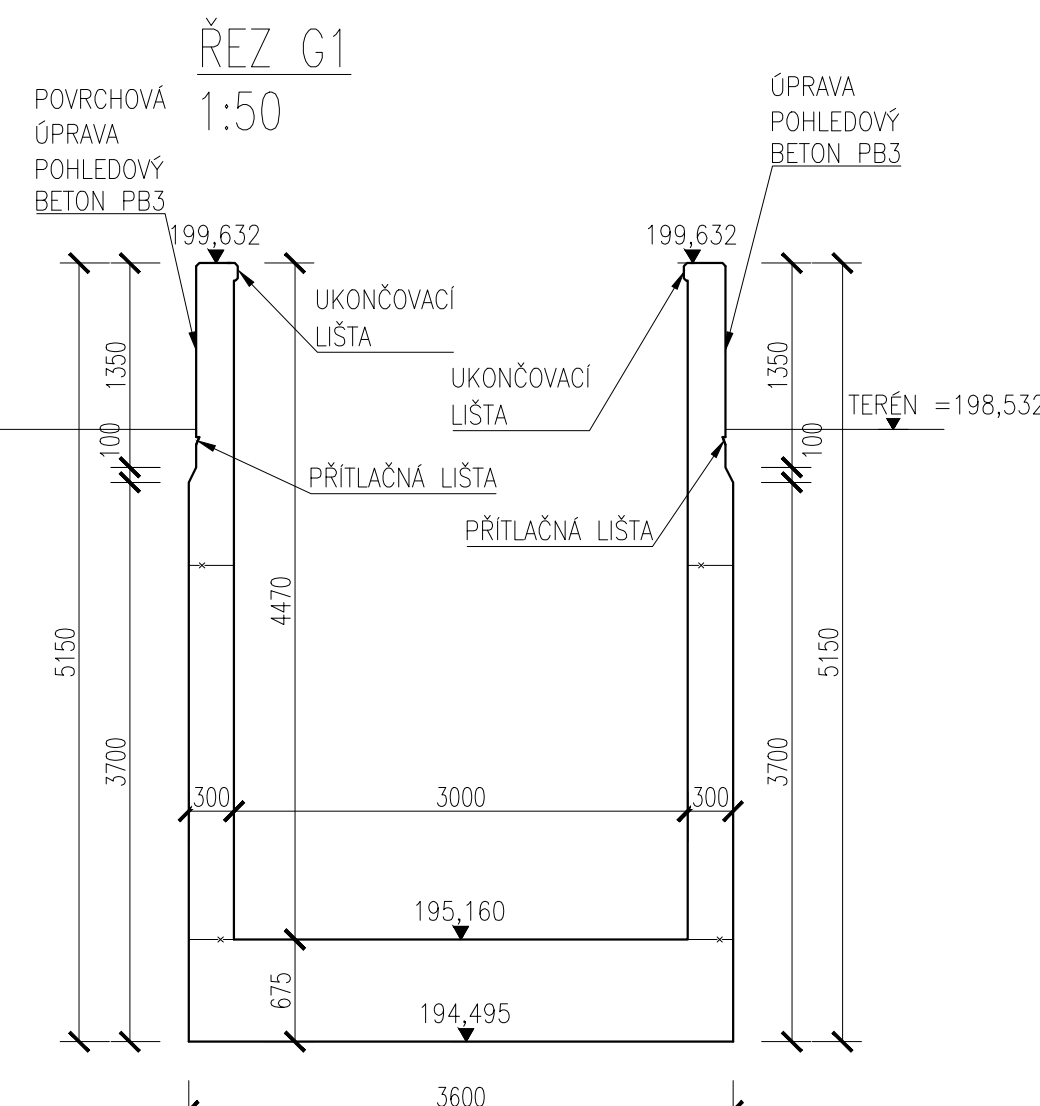 ŘEZ G1
1:50
POVRCHOVÁ
ÚPRAVA
POHLEDOVÝ
BETON PB3
ÚPRAVA
POHLEDOVÝ
BETON PB3
199,632
199,632
UKONČOVACÍ
LIŠTA
UKONČOVACÍ
LIŠTA
1350
1350
TERÉN =198,532
100
100
PŘÍTLAČNÁ LIŠTA
PŘÍTLAČNÁ LIŠTA
4470
5150
5150
3700
3700
300
3000
300
195,160
675
194,495
3600